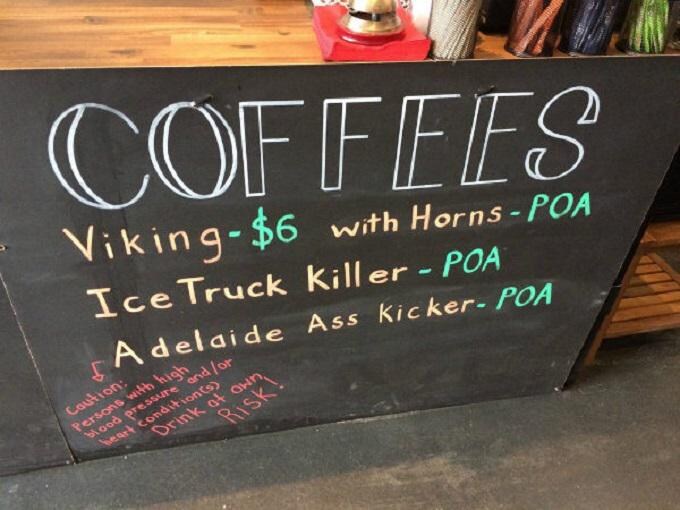 COFFEES
Viking - $6 with Horns - POA
Ice Truck Killer - POA
Adelaide Ass Kicker - POA
Caution:
Persons with high
blood pressure and/or
heart condition(s)
Drink at own
RISK!